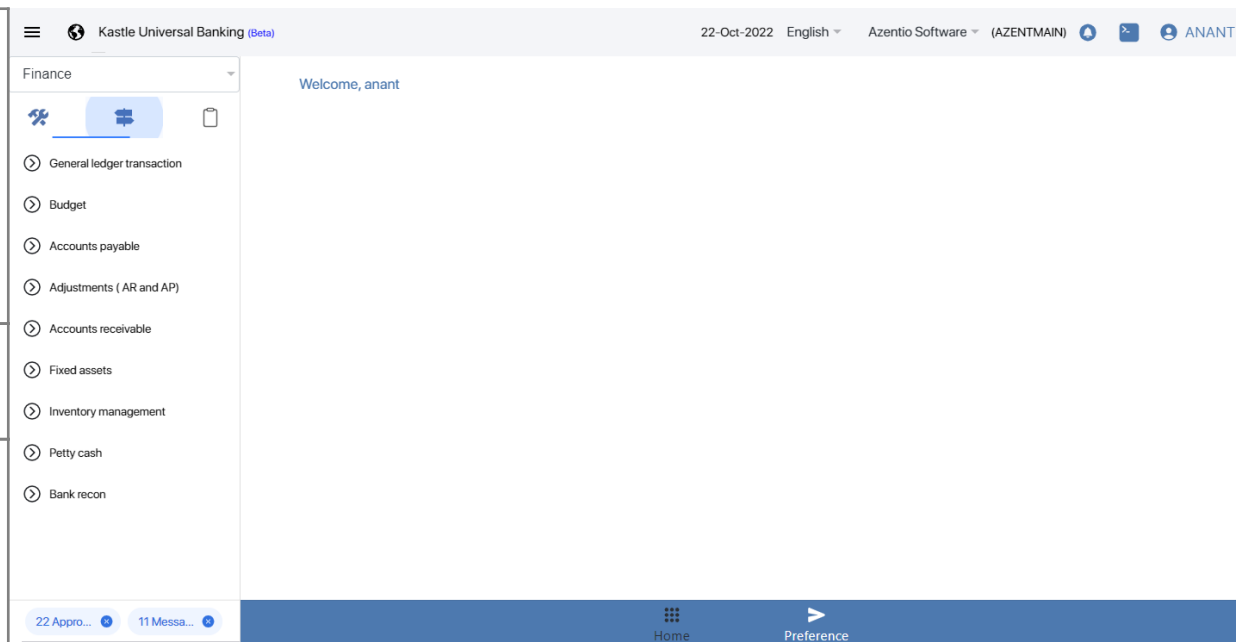 Kastle Universal Banking (Beta)
22-Oct-2022 English Azentio Software (AZENTMAIN) ANANT
Finance
Welcome, anant
General ledger transaction
Budget
Accounts payable
Adjustments ( AR and AP)
Accounts receivable
Fixed assets
Inventory management
Petty cash
Bank recon
22 Appro... 11 Messa...
Home Preference